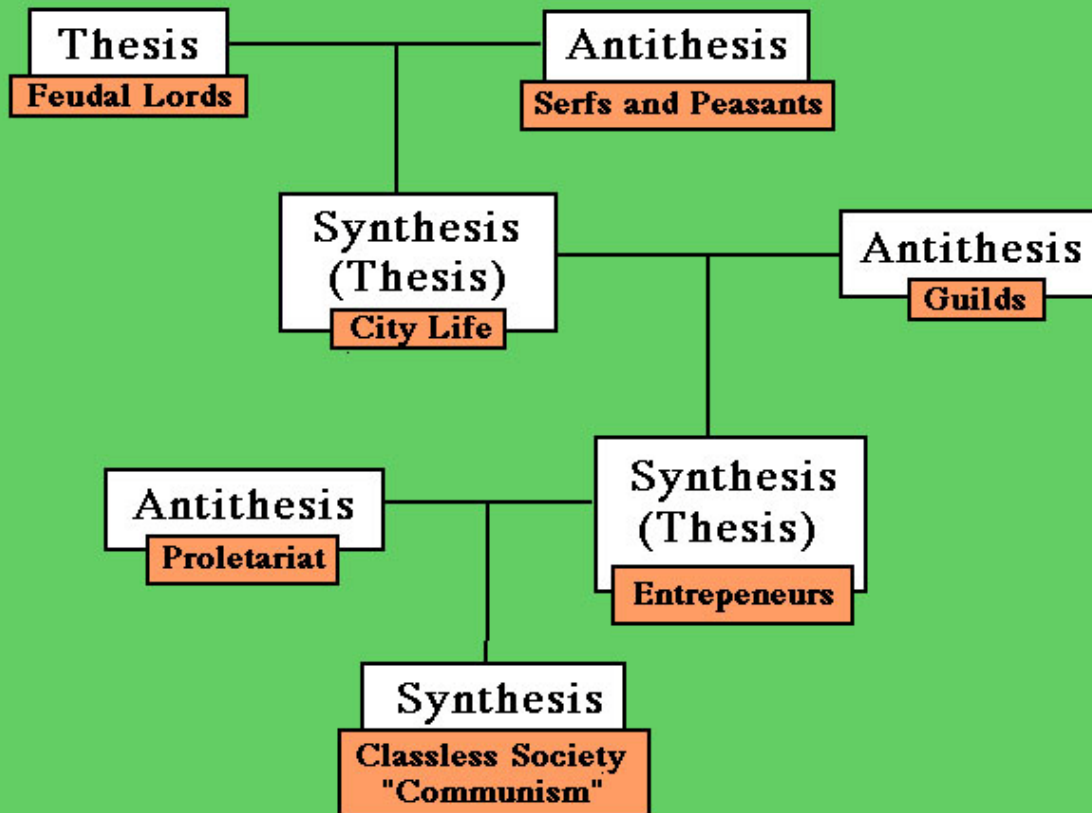 Thesis
Feudal Lords
Antithesis
Serfs and Peasants
Synthesis
(Thesis)
City Life
Antithesis
Guilds
Antithesis
Proletariat
Synthesis
(Thesis)
Entrepeneurs
Synthesis
Classless Society
"Communism"